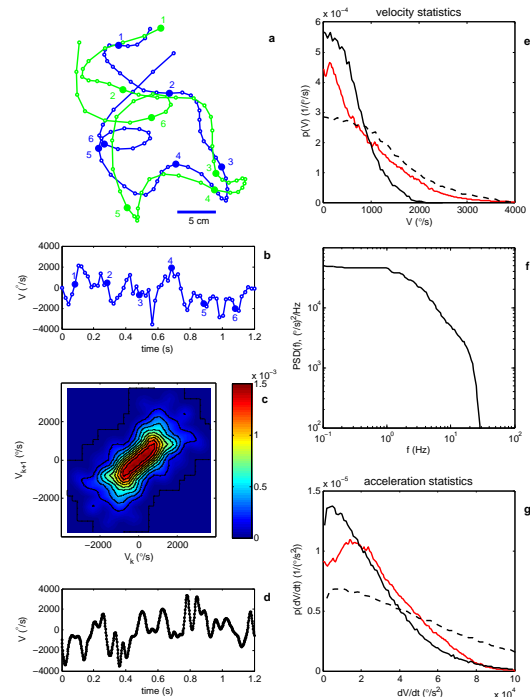 a
1
1
2
2
6
6
5
3
4
3
4
5
5 cm
b
V (°/s)
4000
2000
0
−2000
−4000
1
2
3
4
5
6
0 0.2 0.4 0.6 0.8 1.0 1.2
time (s)
c
x 10⁻³
1.5
1
0.5
0
V_{k+1} (°/s)
2000
0
−2000
−2000 0 2000
V_k (°/s)
d
V (°/s)
4000
2000
0
−2000
−4000
0 0.2 0.4 0.6 0.8 1.0 1.2
time (s)
velocity statistics
e
x 10⁻⁴
p(V) (1/(°/s))
6
5
4
3
2
1
0
0 1000 2000 3000 4000
V (°/s)
f
PSD(f), (°/s)²/Hz
10⁴
10³
10²
10⁻¹ 10⁰ 10¹ 10²
f (Hz)
acceleration statistics
g
x 10⁻⁵
p(dV/dt) (1/(°/s²))
1.5
1
0.5
0
0 2 4 6 8 10
dV/dt (°/s²)